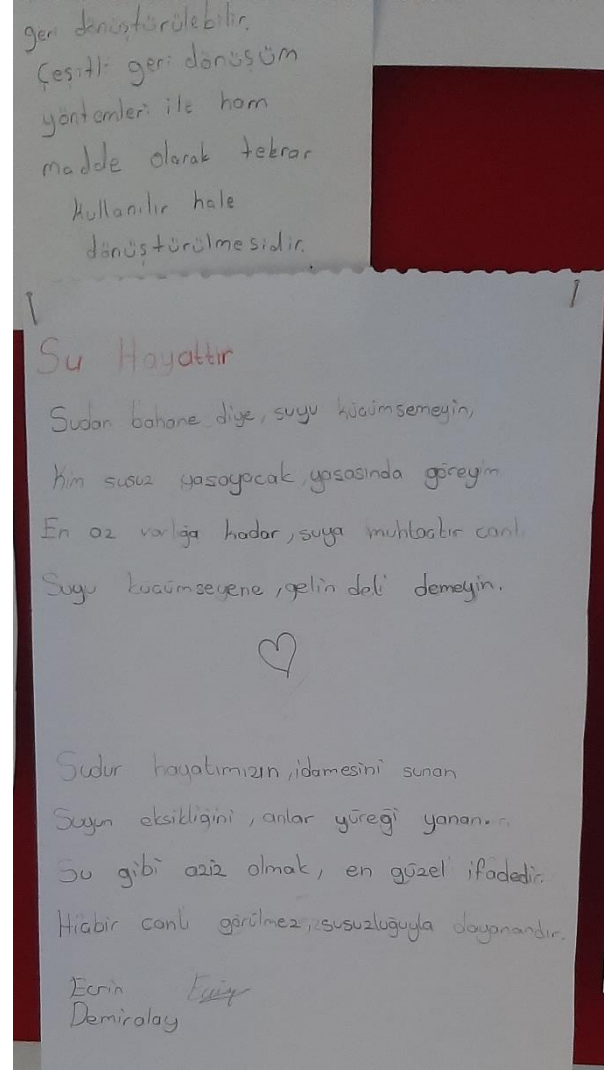 geri dönüştürülebilir.
Çeşitli geri dönüşüm
yöntemleri ile ham
madde olarak tekrar
kullanılır hale
dönüştürülmesidir.
Su Hayattır
Sudan bahane diye, suyu küçümsemeyin,
Kim susuz yaşayacak, yaşasında göreyim
En az varlığa kadar, suya muhtaçtır canlı
Suyu küçümseyene, gelin deli demeyin.
Sudur hayatımızın, idamesini sunan
Suyun eksikliğini, anlar yüreği yanan...
Su gibi aziz olmak, en güzel ifadedir.
Hiçbir canlı görülmez, susuzluğuyla dayanandır.
Ecrin
Demiralay